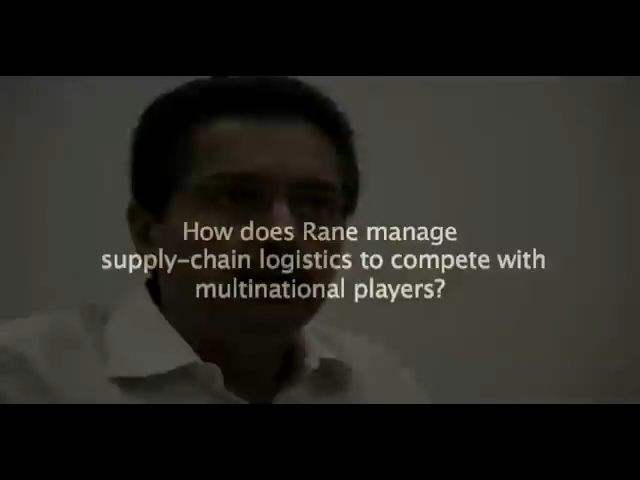 How does Rane manage
supply-chain logistics to compete with
multinational players?